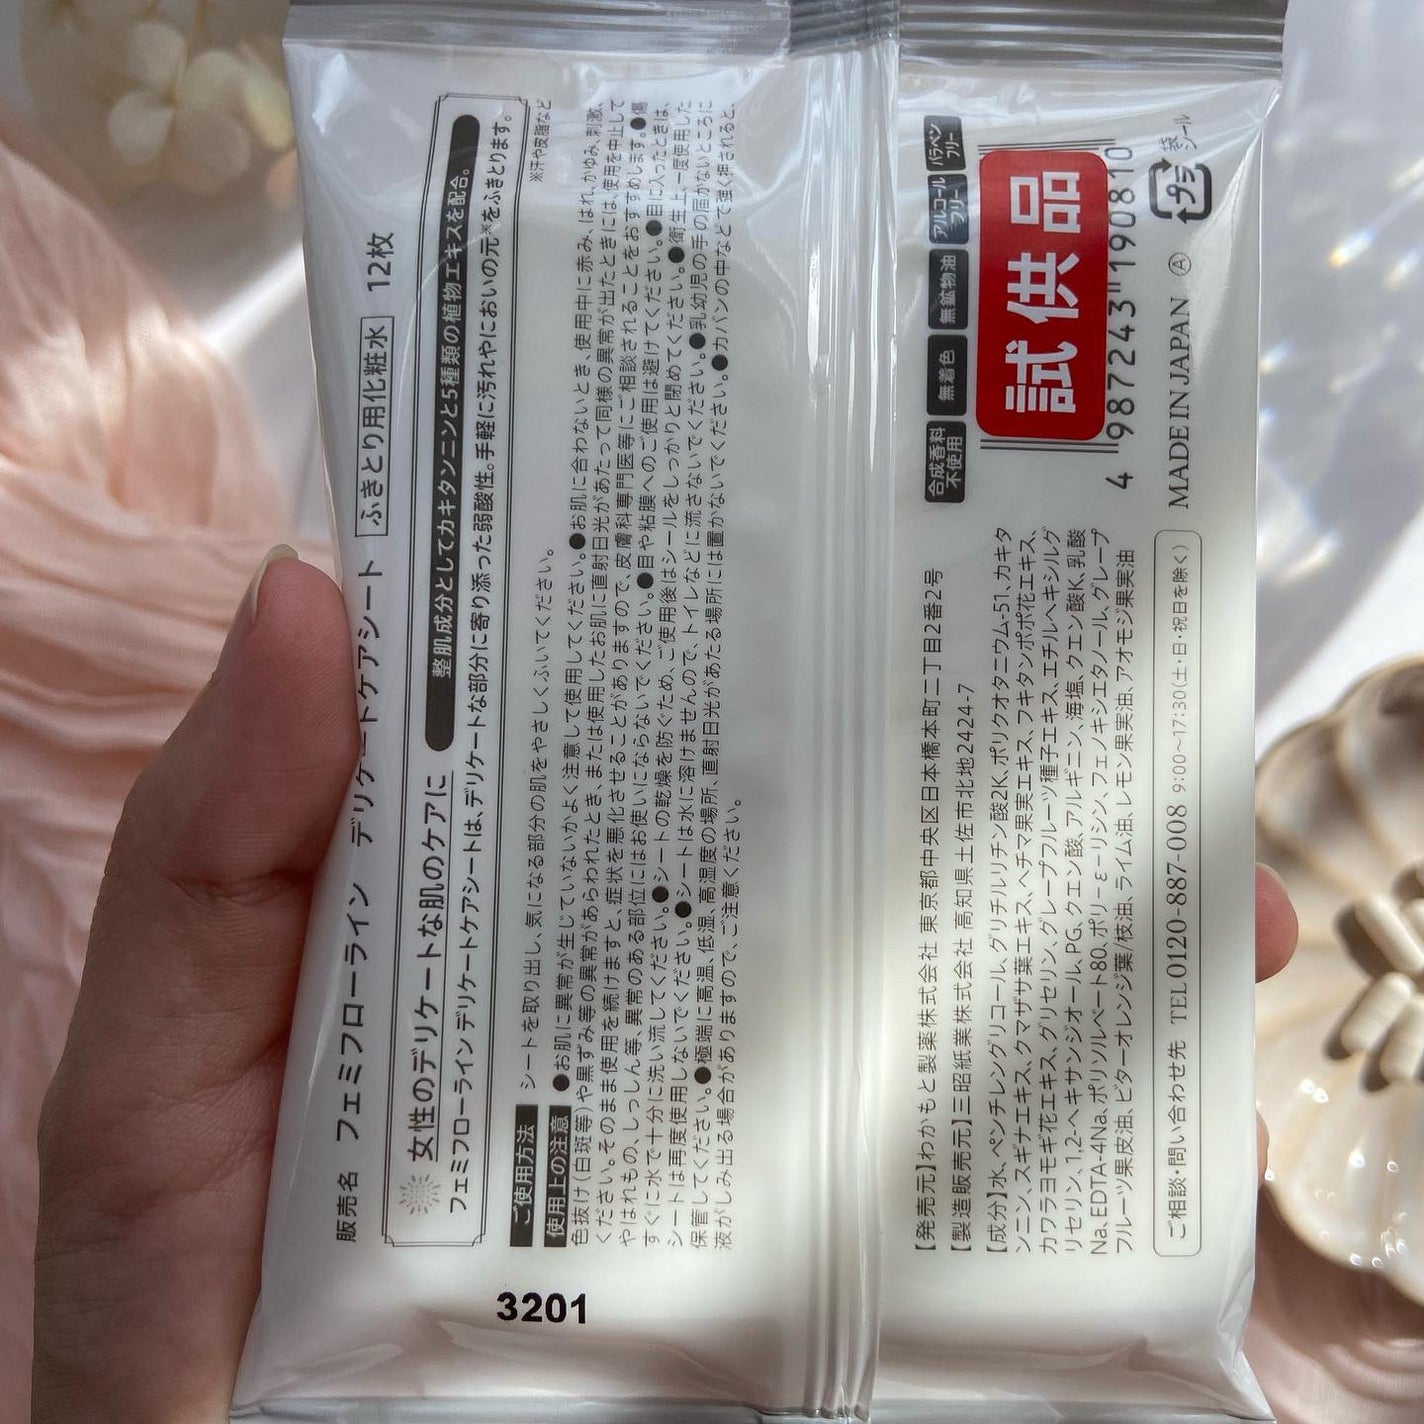 販売名 フェミフローライン デリケートケアシート ふきとり用化粧水 12枚
女性のデリケートな肌のケアに 整肌成分としてカキタンニンと5種類の植物エキスを配合。
フェミフローライン デリケートケアシートは、デリケートな部分に寄り添った弱酸性。手軽に汚れやにおいの元※をふきとります。
※汗や皮脂など
ご使用方法 シートを取り出し、気になる部分の肌をやさしくふいてください。
使用上の注意 ●お肌に異常が生じていないかよく注意して使用してください。●お肌に合わないとき、使用中に赤み、はれ、かゆみ、刺激、
色抜け(白斑等)や黒ずみ等の異常があらわれたとき、または使用したお肌に直射日光があたって同様の異常が出たときには、使用を中止して
ください。そのまま使用を続けますと、症状を悪化させることがありますので、皮膚科専門医等にご相談されることをおすすめします。●傷
やはれもの、しっしん等、異常のある部位にはお使いにならないでください。●目や粘膜へのご使用は避けてください。●目に入ったときは、
すぐに水で十分に洗い流してください。●シートの乾燥を防ぐため、ご使用後はシールをしっかりと閉めてください。●衛生上、一度使用した
シートは再度使用しないでください。●シートは水に溶けませんので、トイレなどに流さないでください。●乳幼児の手の届かないところに
保管してください。●極端に高温、低温、高湿度の場所、直射日光があたる場所には置かないでください。●カバンの中などで強く押されると、
液がしみ出る場合がありますので、ご注意ください。
3201
合成香料不使用 無着色 無鉱物油 アルコールフリー パラベンフリー
試供品
4 987243 190810
MADE IN JAPAN Ⓐ プラ 袋 シール
【発売元】わかもと製薬株式会社 東京都中央区日本橋本町二丁目2番2号
【製造販売元】三昭紙業株式会社 高知県土佐市北地2424-7
【成分】水、ペンチレングリコール、グリチルリチン酸2K、ポリクオタニウム-51、カキタ
ンニン、スギナエキス、クマザサ葉エキス、ヘチマ果実エキス、フキタンポポ花エキス、
カワラヨモギ花エキス、グリセリン、グレープフルーツ種子エキス、エチルヘキシルグ
リセリン、1,2-ヘキサンジオール、PG、クエン酸、アルギニン、海塩、クエン酸K、乳酸
Na、EDTA-4Na、ポリソルベート80、ポリ-ε-リシン、フェノキシエタノール、グレープ
フルーツ果皮油、ビターオレンジ葉/枝油、ライム油、レモン果実油、アオモジ果実油
ご相談・問い合わせ先 TEL0120-887-008 9:00〜17:30(土・日・祝日を除く)